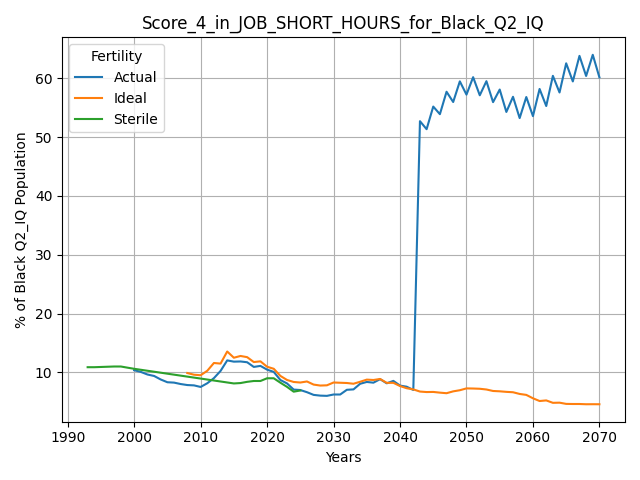 Score_4_in_JOB_SHORT_HOURS_for_Black_Q2_IQ
Fertility
Actual
Ideal
Sterile
% of Black Q2_IQ Population
60
50
40
30
20
10
1990 2000 2010 2020 2030 2040 2050 2060 2070
Years